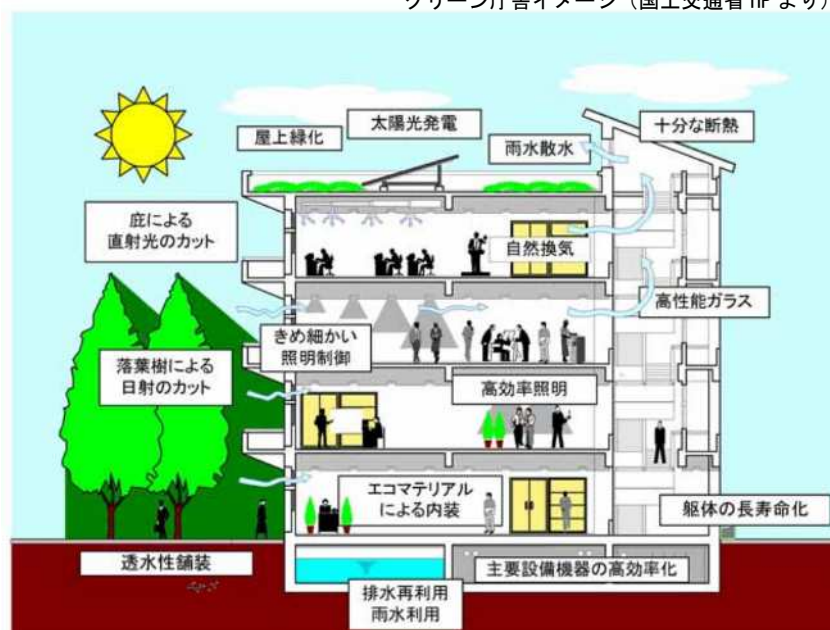 グリーン庁舎イメージ（国土交通省 HP より）
屋上緑化
太陽光発電
雨水散水
十分な断熱
庇による
直射光のカット
自然換気
高性能ガラス
きめ細かい
照明制御
落葉樹による
日射のカット
高効率照明
エコマテリアル
による内装
躯体の長寿命化
透水性舗装
主要設備機器の高効率化
排水再利用
雨水利用